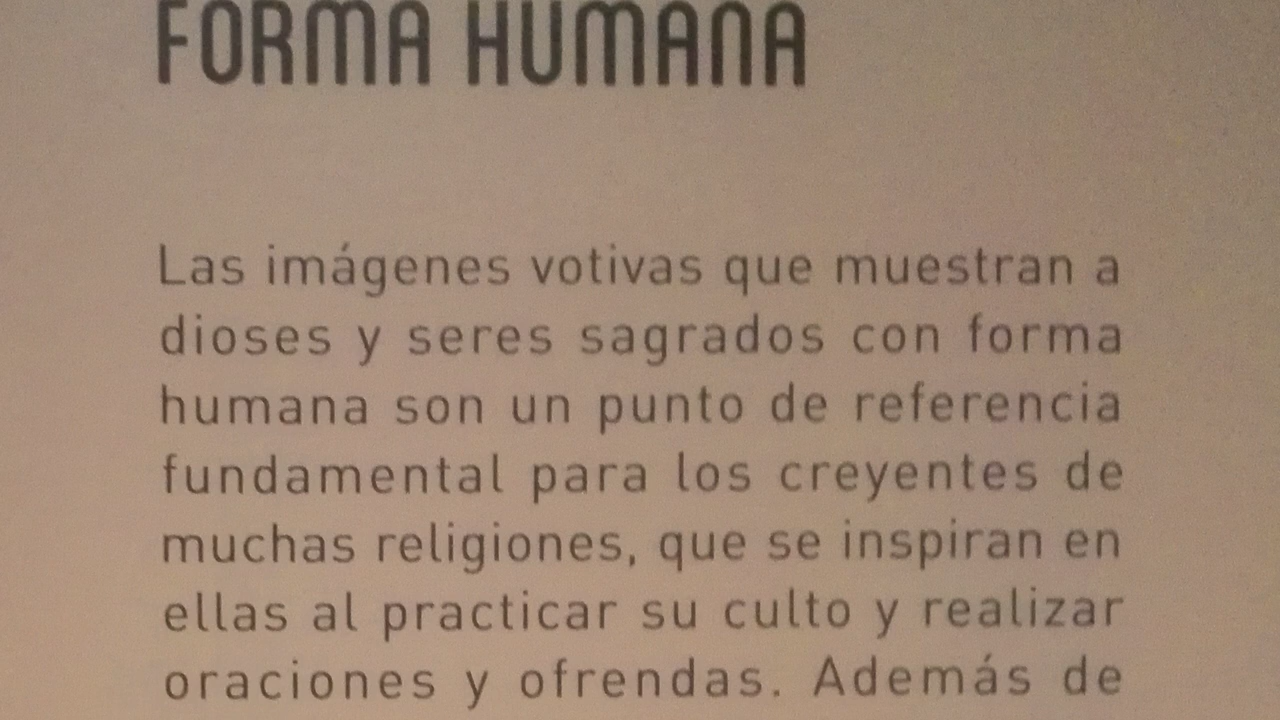 FORMA HUMANA
Las imágenes votivas que muestran a
dioses y seres sagrados con forma
humana son un punto de referencia
fundamental para los creyentes de
muchas religiones, que se inspiran en
ellas al practicar su culto y realizar
oraciones y ofrendas. Además de